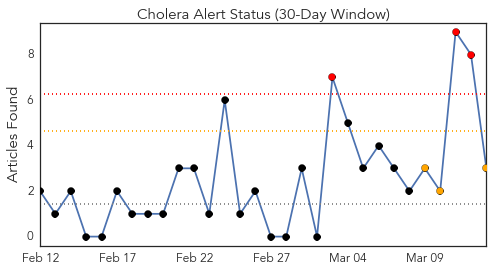 Cholera Alert Status (30-Day Window)
Articles Found
8
6
4
2
0
Feb 12 Feb 17 Feb 22 Feb 27 Mar 04 Mar 09